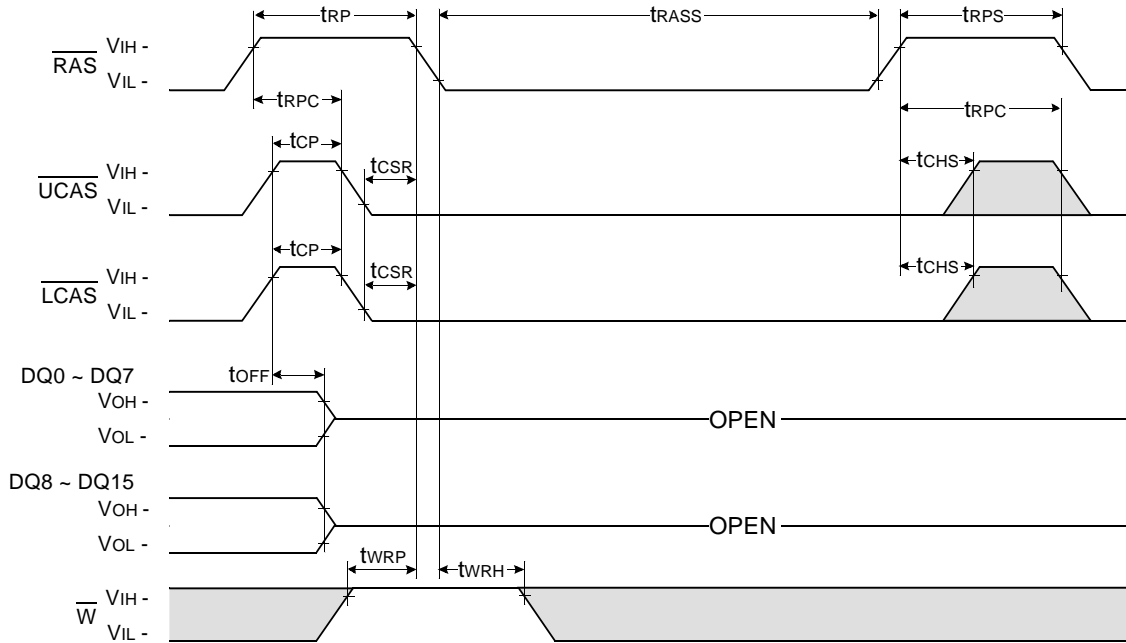 tRP tRASS tRPS
VIH -
RAS
VIL -
tRPC tRPC
tCP
tCSR tCHS
VIH -
UCAS
VIL -
tCP
tCSR tCHS
VIH -
LCAS
VIL -
tOFF
DQ0 ~ DQ7
VOH -
OPEN
VOL -
DQ8 ~ DQ15
VOH -
OPEN
VOL -
tWRP tWRH
VIH -
W
VIL -